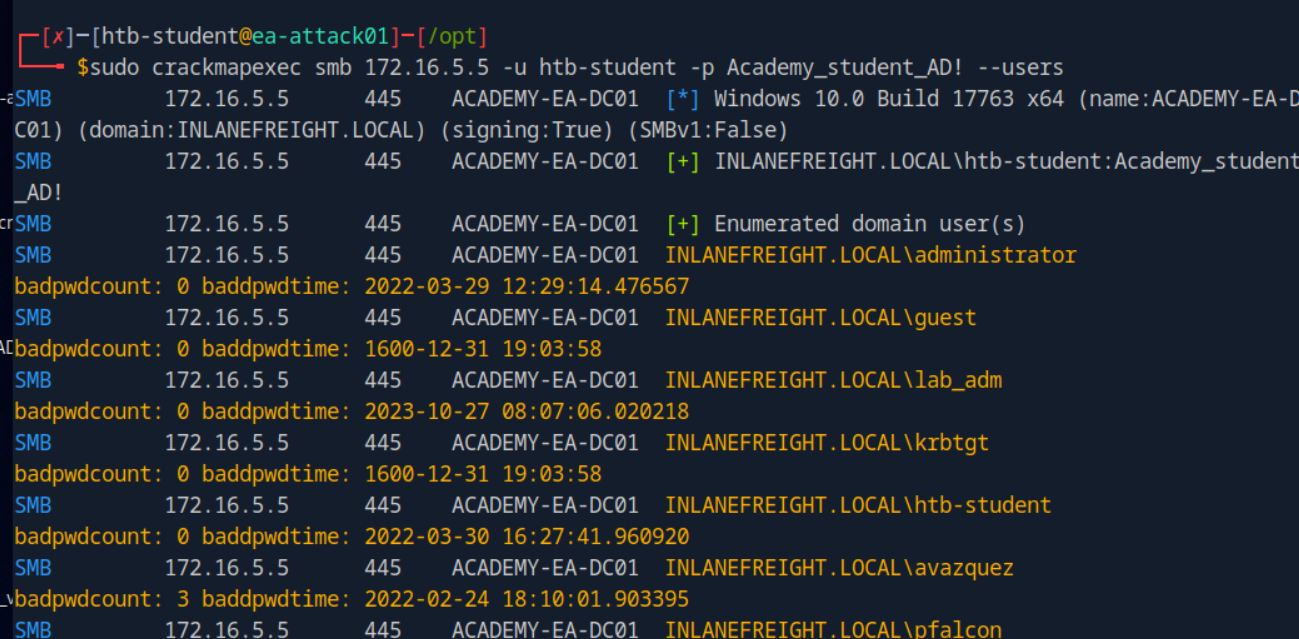 [✗]-[htb-student@ea-attack01]-[/opt]
$sudo crackmapexec smb 172.16.5.5 -u htb-student -p Academy_student_AD! --users
SMB 172.16.5.5 445 ACADEMY-EA-DC01 [*] Windows 10.0 Build 17763 x64 (name:ACADEMY-EA-D
C01) (domain:INLANEFREIGHT.LOCAL) (signing:True) (SMBv1:False)
SMB 172.16.5.5 445 ACADEMY-EA-DC01 [+] INLANEFREIGHT.LOCAL\htb-student:Academy_student
_AD!
SMB 172.16.5.5 445 ACADEMY-EA-DC01 [+] Enumerated domain user(s)
SMB 172.16.5.5 445 ACADEMY-EA-DC01 INLANEFREIGHT.LOCAL\administrator
badpwdcount: 0 baddpwdtime: 2022-03-29 12:29:14.476567
SMB 172.16.5.5 445 ACADEMY-EA-DC01 INLANEFREIGHT.LOCAL\guest
badpwdcount: 0 baddpwdtime: 1600-12-31 19:03:58
SMB 172.16.5.5 445 ACADEMY-EA-DC01 INLANEFREIGHT.LOCAL\lab_adm
badpwdcount: 0 baddpwdtime: 2023-10-27 08:07:06.020218
SMB 172.16.5.5 445 ACADEMY-EA-DC01 INLANEFREIGHT.LOCAL\krbtgt
badpwdcount: 0 baddpwdtime: 1600-12-31 19:03:58
SMB 172.16.5.5 445 ACADEMY-EA-DC01 INLANEFREIGHT.LOCAL\htb-student
badpwdcount: 0 baddpwdtime: 2022-03-30 16:27:41.960920
SMB 172.16.5.5 445 ACADEMY-EA-DC01 INLANEFREIGHT.LOCAL\avazquez
badpwdcount: 3 baddpwdtime: 2022-02-24 18:10:01.903395
SMB 172.16.5.5 445 ACADEMY-EA-DC01 INLANEFREIGHT.LOCAL\pfalcon